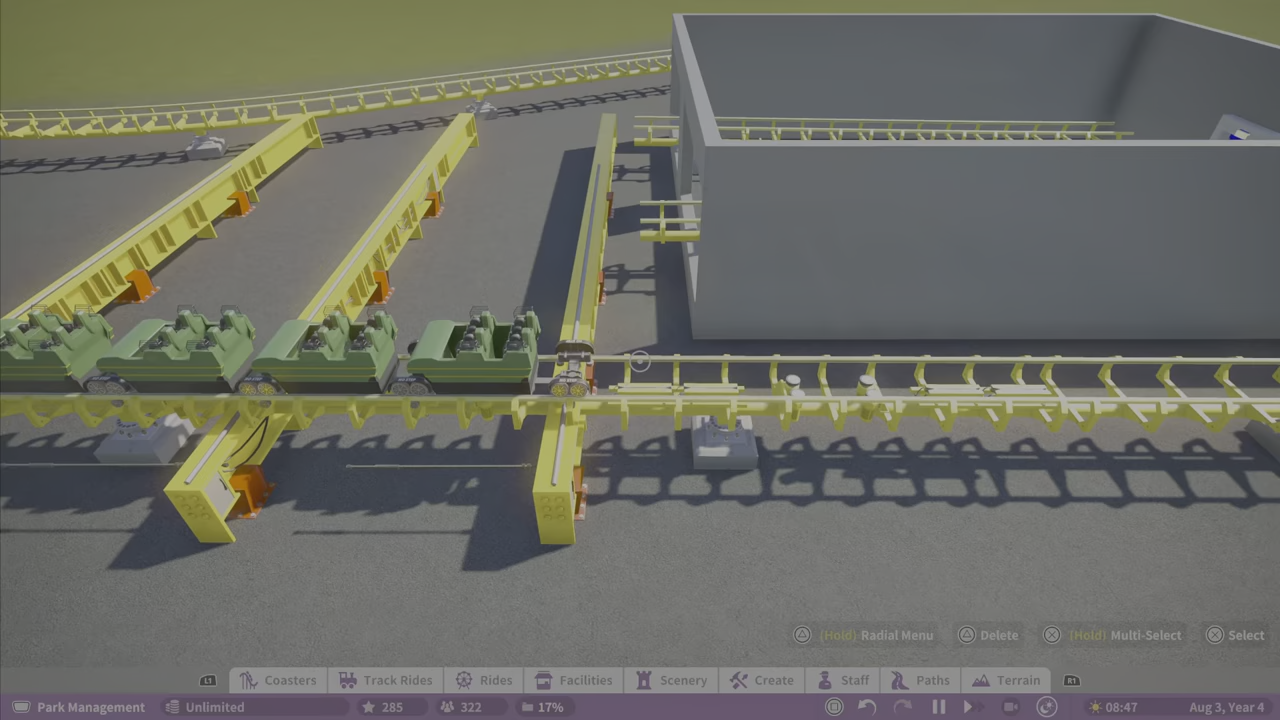 (Hold) Radial Menu Delete (Hold) Multi-Select Select
L1 Coasters Track Rides Rides Facilities Scenery Create Staff Paths Terrain R1
Park Management Unlimited 285 322 17% 08:47 Aug 3, Year 4